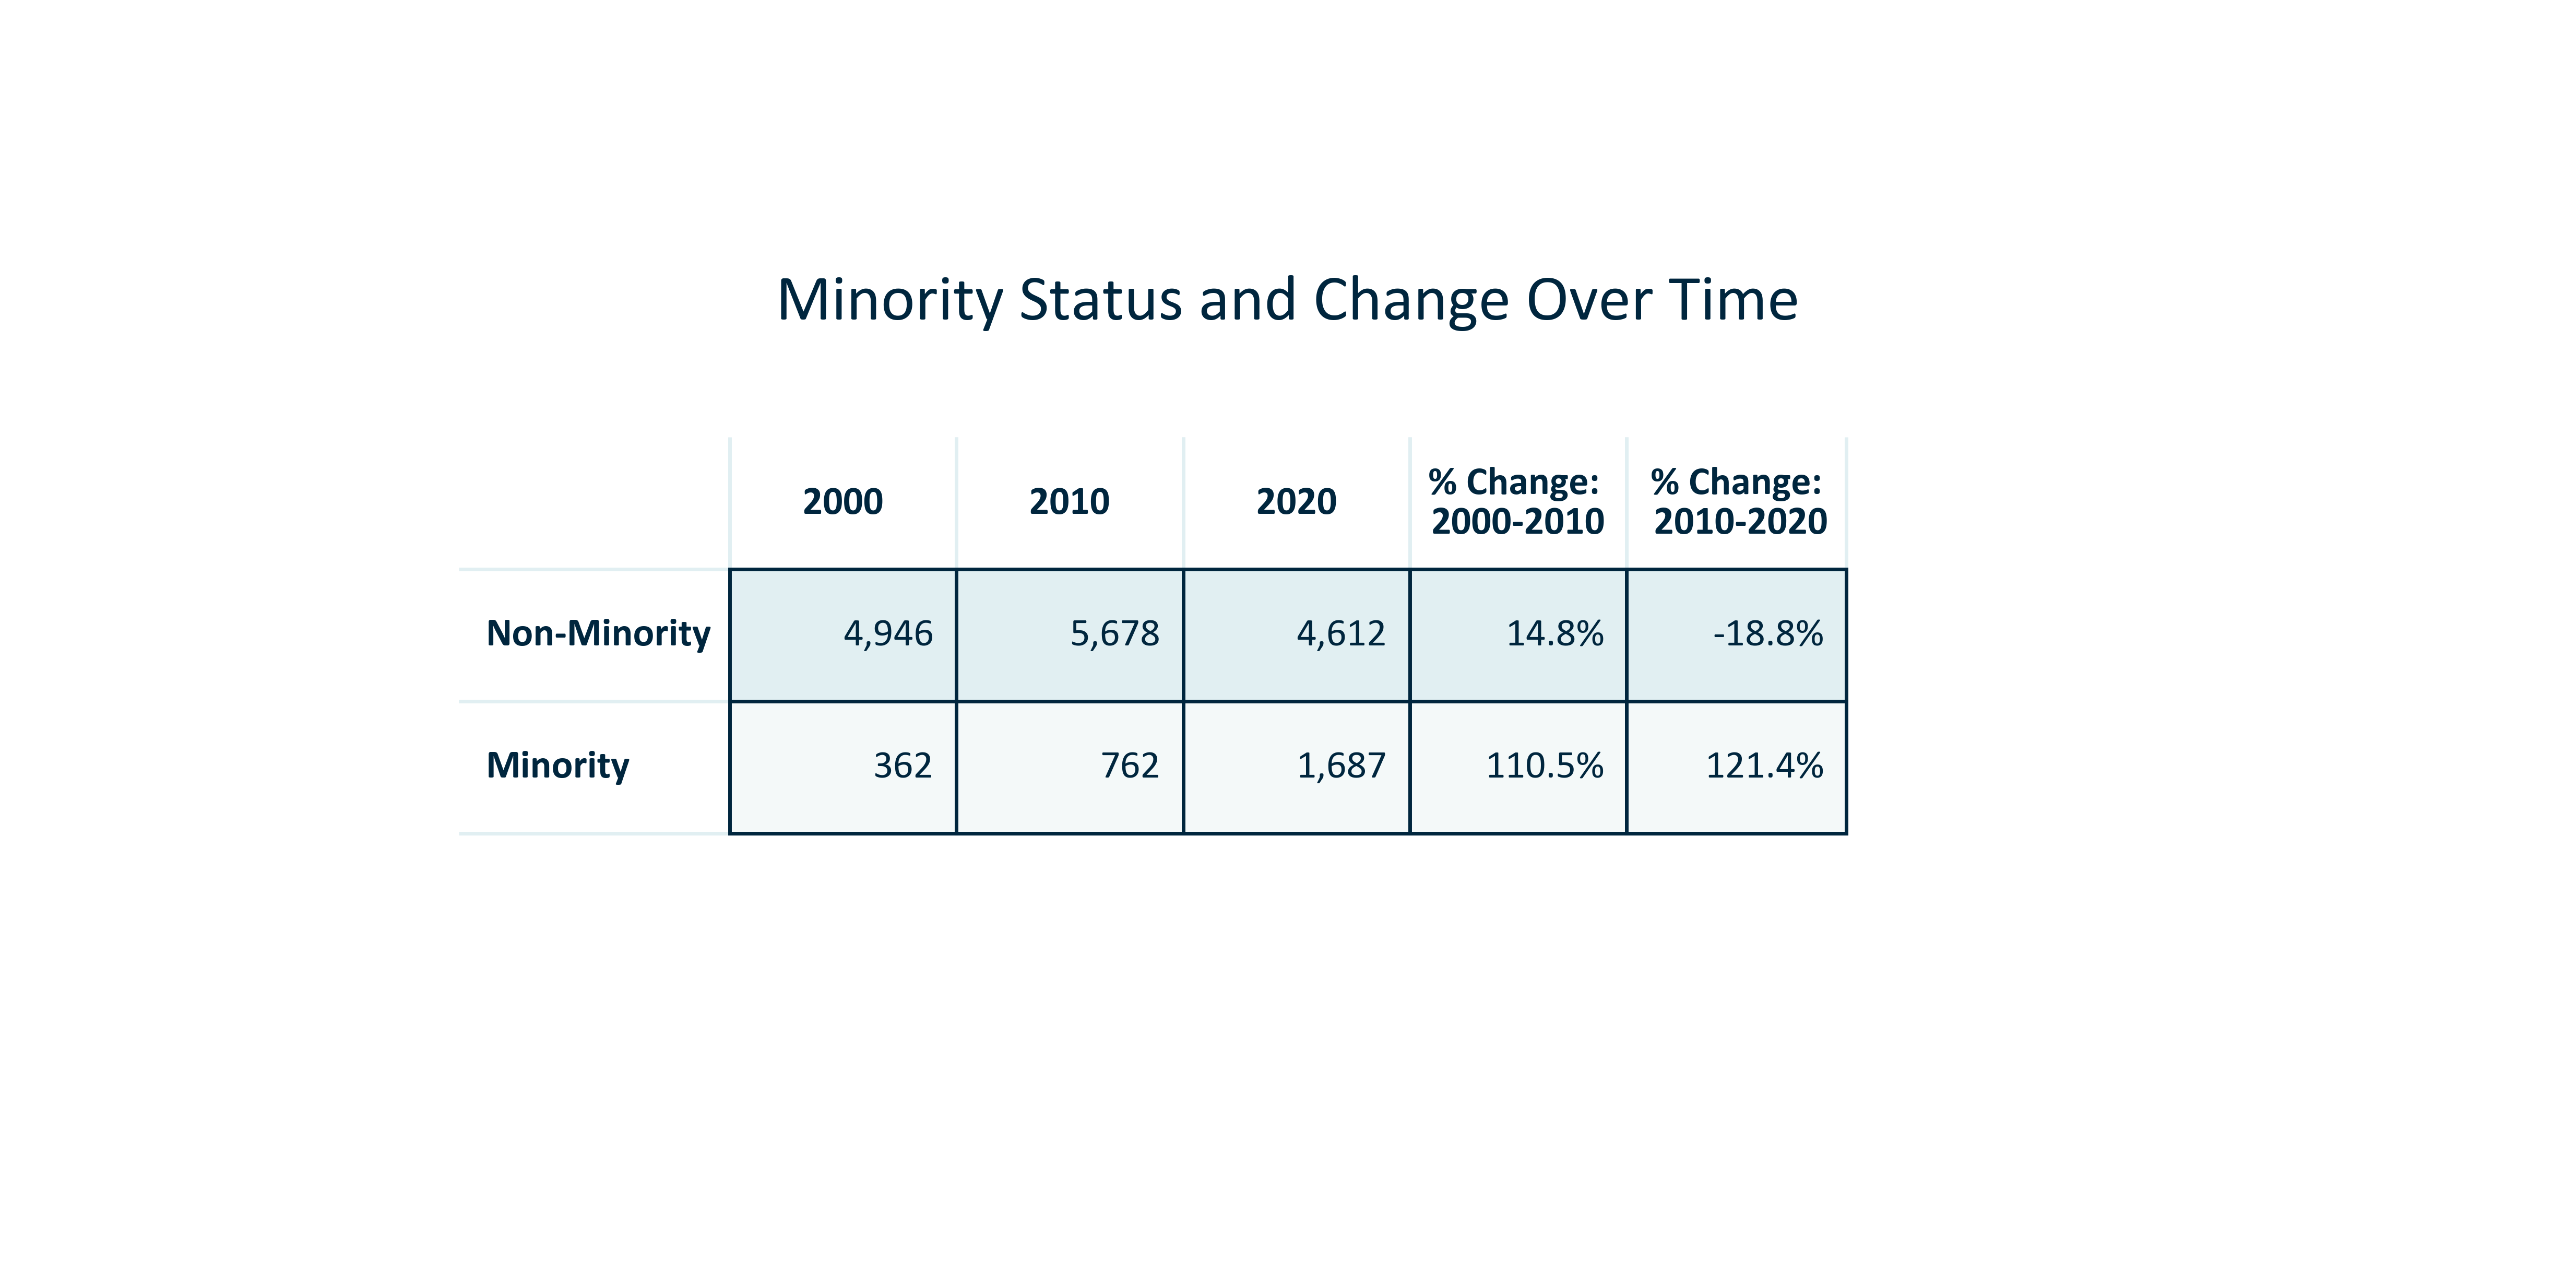 Minority Status and Change Over Time
2000 2010 2020 % Change: 2000-2010 % Change: 2010-2020
Non-Minority 4,946 5,678 4,612 14.8% -18.8%
Minority 362 762 1,687 110.5% 121.4%